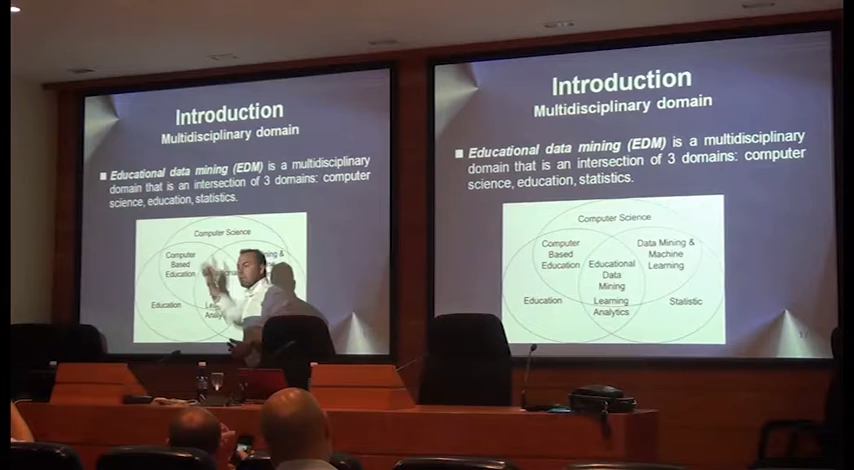 Introduction
Multidisciplinary domain
■ Educational data mining (EDM) is a multidisciplinary
domain that is an intersection of 3 domains: computer
science, education, statistics.
Computer Science
Computer
Based
Education
Education
Introduction
Multidisciplinary domain
■ Educational data mining (EDM) is a multidisciplinary
domain that is an intersection of 3 domains: computer
science, education, statistics.
Computer Science
Computer
Based
Education
Data Mining &
Machine
Learning
Educational
Data
Mining
Education
Learning
Analytics
Statistic